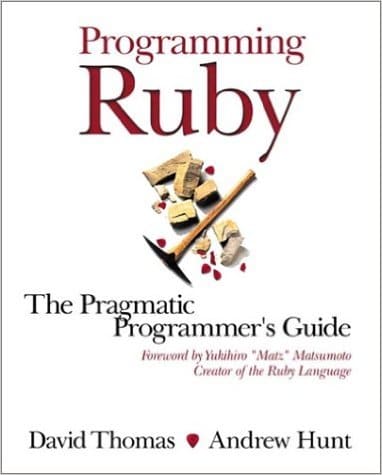 Programming
Ruby
The Pragmatic
Programmer's Guide
Foreword by Yukihiro "Matz" Matsumoto
Creator of the Ruby Language
David Thomas Andrew Hunt